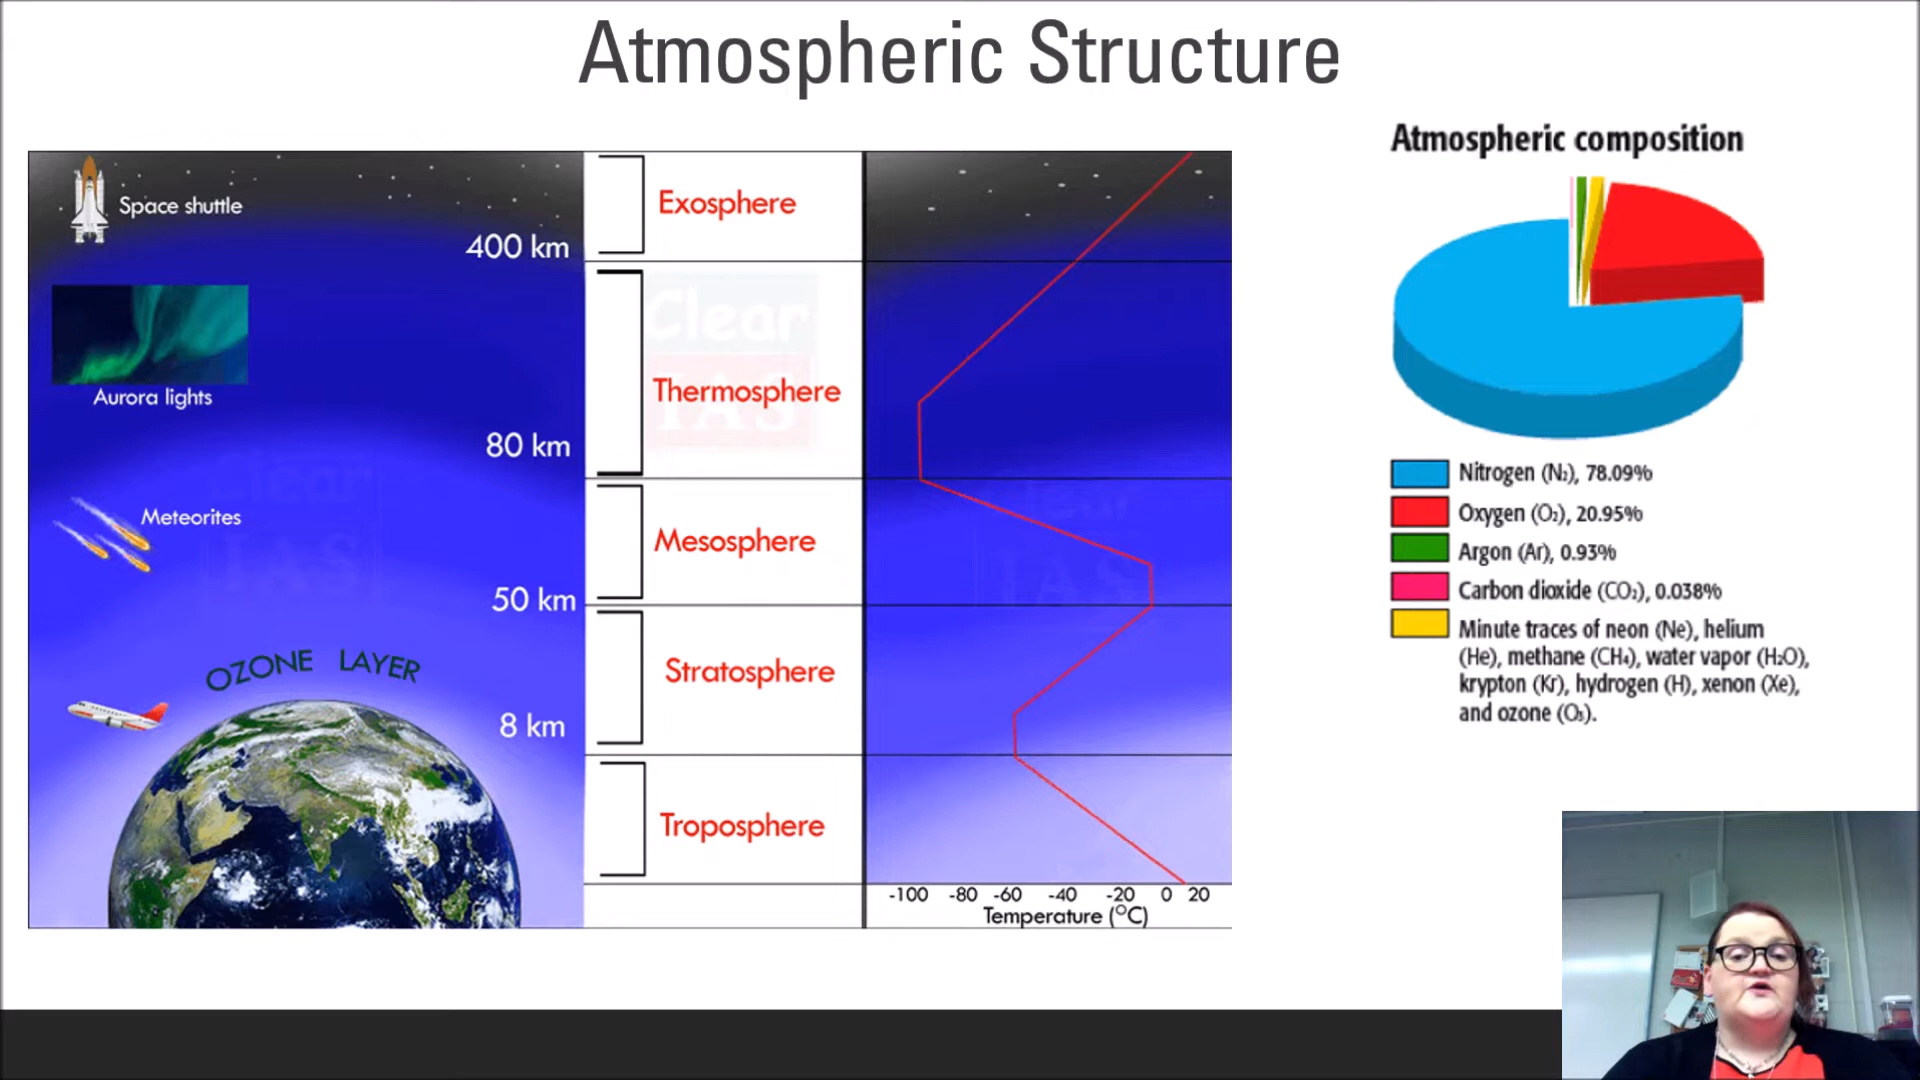 Atmospheric Structure
Space shuttle
400 km
Aurora lights
80 km
Meteorites
50 km
OZONE LAYER
8 km
Clear
IAS
Exosphere
Clear
IAS
Thermosphere
Mesosphere
Stratosphere
Troposphere
IAS
-100 -80 -60 -40 -20 0 20
Temperature (°C)
Atmospheric composition
Nitrogen (N₂), 78.09%
Oxygen (O₂), 20.95%
Argon (Ar), 0.93%
Carbon dioxide (CO₂), 0.038%
Minute traces of neon (Ne), helium
(He), methane (CH₄), water vapor (H₂O),
krypton (Kr), hydrogen (H), xenon (Xe),
and ozone (O₃).